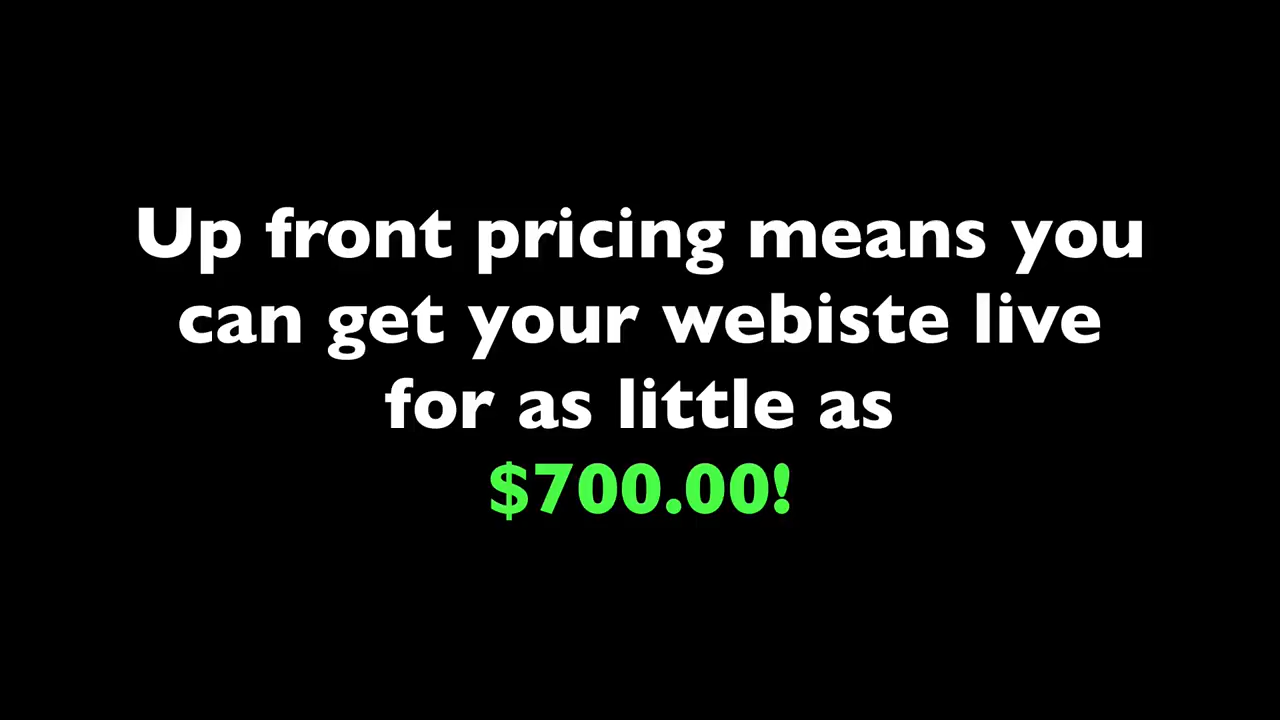 Up front pricing means you
can get your webiste live
for as little as
$700.00!